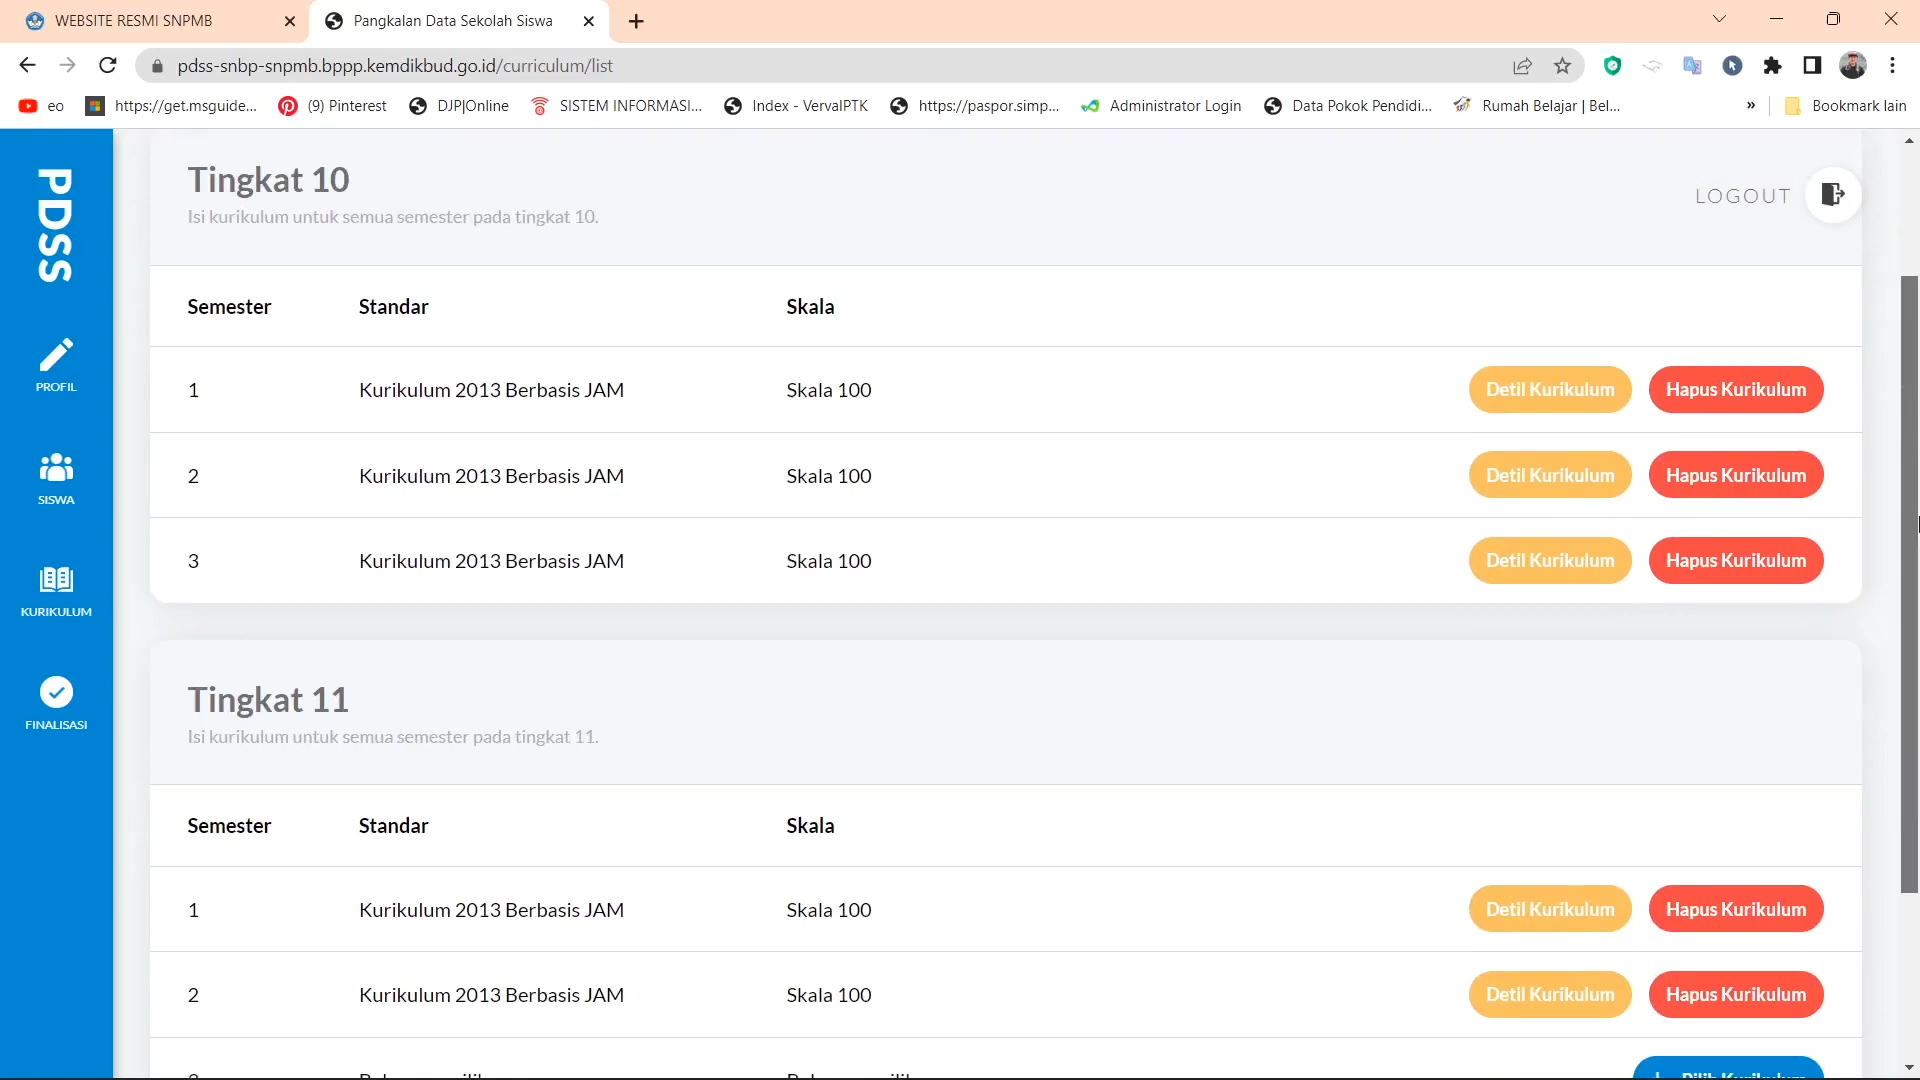 WEBSITE RESMI SNPMB
Pangkalan Data Sekolah Siswa
pdss-snbp-snpmb.bppp.kemdikbud.go.id/curriculum/list
eo
https://get.msguide...
(9) Pinterest
DJP|Online
SISTEM INFORMASI...
Index - VervalPTK
https://paspor.simp...
Administrator Login
Data Pokok Pendidi...
Rumah Belajar | Bel...
»
Bookmark lain
PDSS
PROFIL
SISWA
KURIKULUM
FINALISASI
LOGOUT
Tingkat 10
Isi kurikulum untuk semua semester pada tingkat 10.
Semester Standar Skala
1 Kurikulum 2013 Berbasis JAM Skala 100 Detil Kurikulum Hapus Kurikulum
2 Kurikulum 2013 Berbasis JAM Skala 100 Detil Kurikulum Hapus Kurikulum
3 Kurikulum 2013 Berbasis JAM Skala 100 Detil Kurikulum Hapus Kurikulum
Tingkat 11
Isi kurikulum untuk semua semester pada tingkat 11.
Semester Standar Skala
1 Kurikulum 2013 Berbasis JAM Skala 100 Detil Kurikulum Hapus Kurikulum
2 Kurikulum 2013 Berbasis JAM Skala 100 Detil Kurikulum Hapus Kurikulum
Pilih Kurikulum